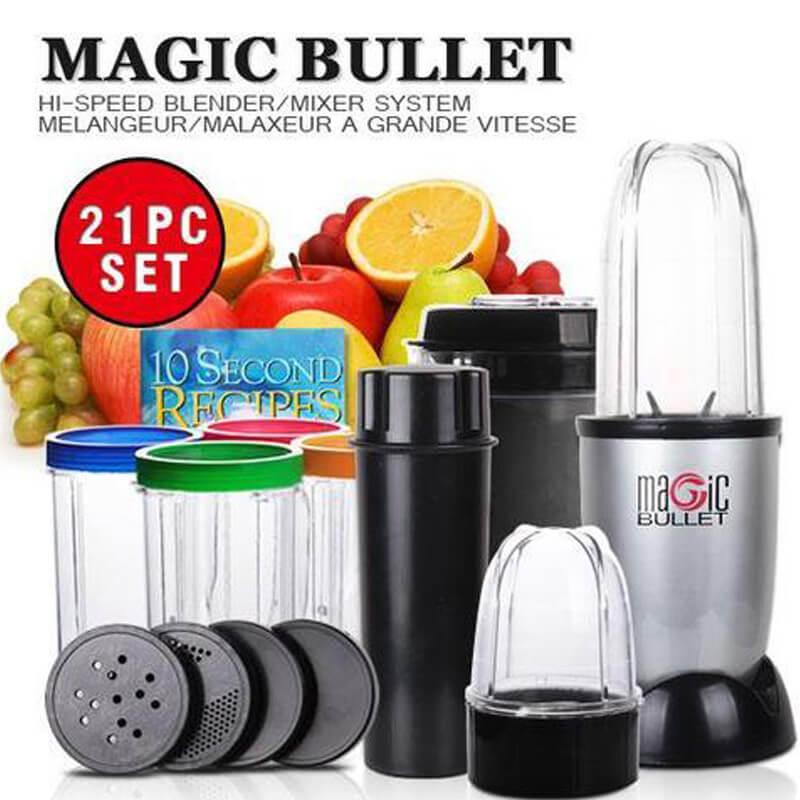 MAGIC BULLET
HI-SPEED BLENDER/MIXER SYSTEM
MELANGEUR/MALAXEUR A GRANDE VITESSE
21PC
SET
10 SECOND
RECIPES
magic
BULLET